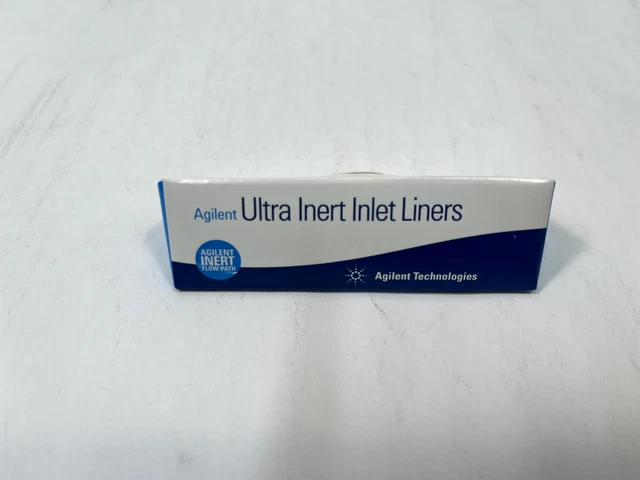 Agilent Ultra Inert Inlet Liners
AGILENT
INERT
FLOW PATH
Agilent Technologies